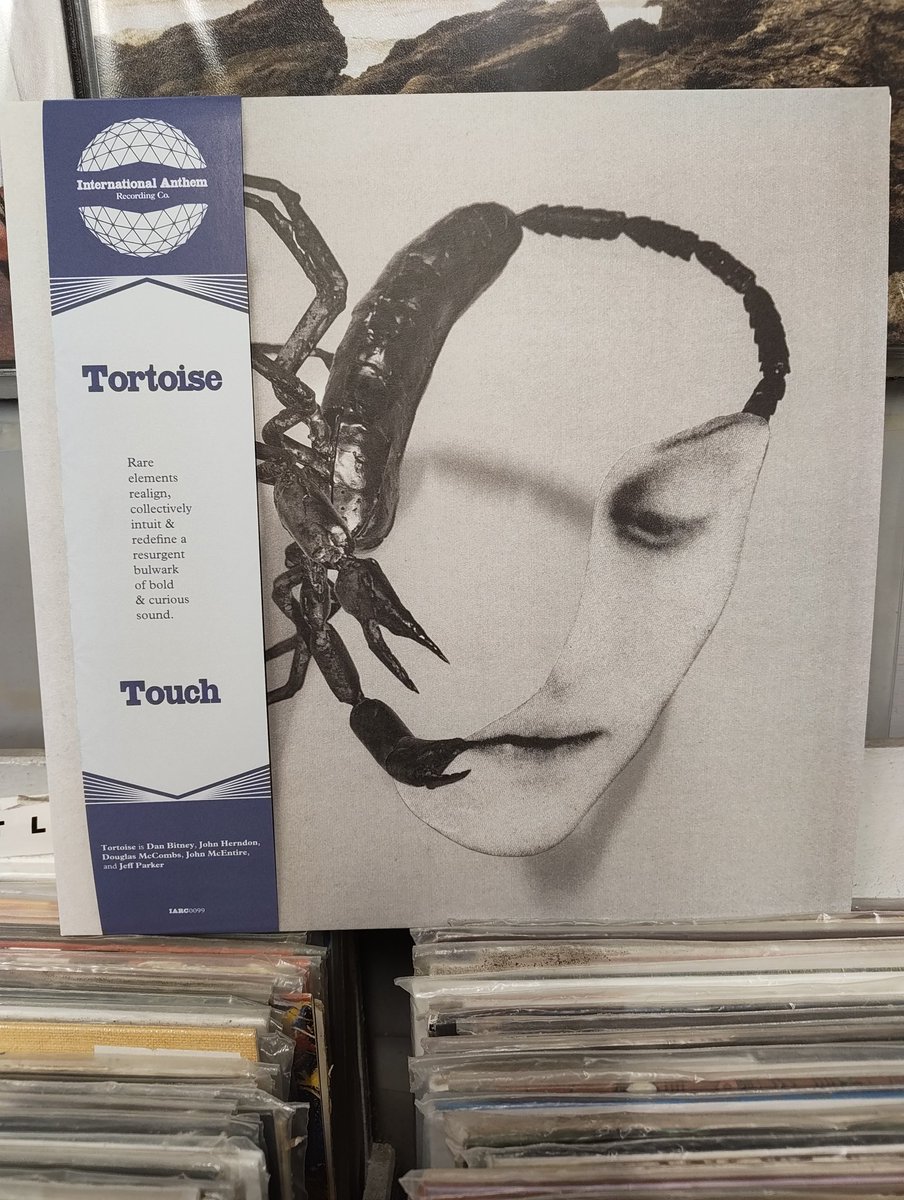 International Anthem
Recording Co.
Tortoise
Rare
elements
realign,
collectively
intuit &
redefine a
resurgent
bulwark
of bold
& curious
sound.
Touch
Tortoise is Dan Bitney, John Herndon,
Douglas McCombs, John McEntire,
and Jeff Parker
IARC0099
L